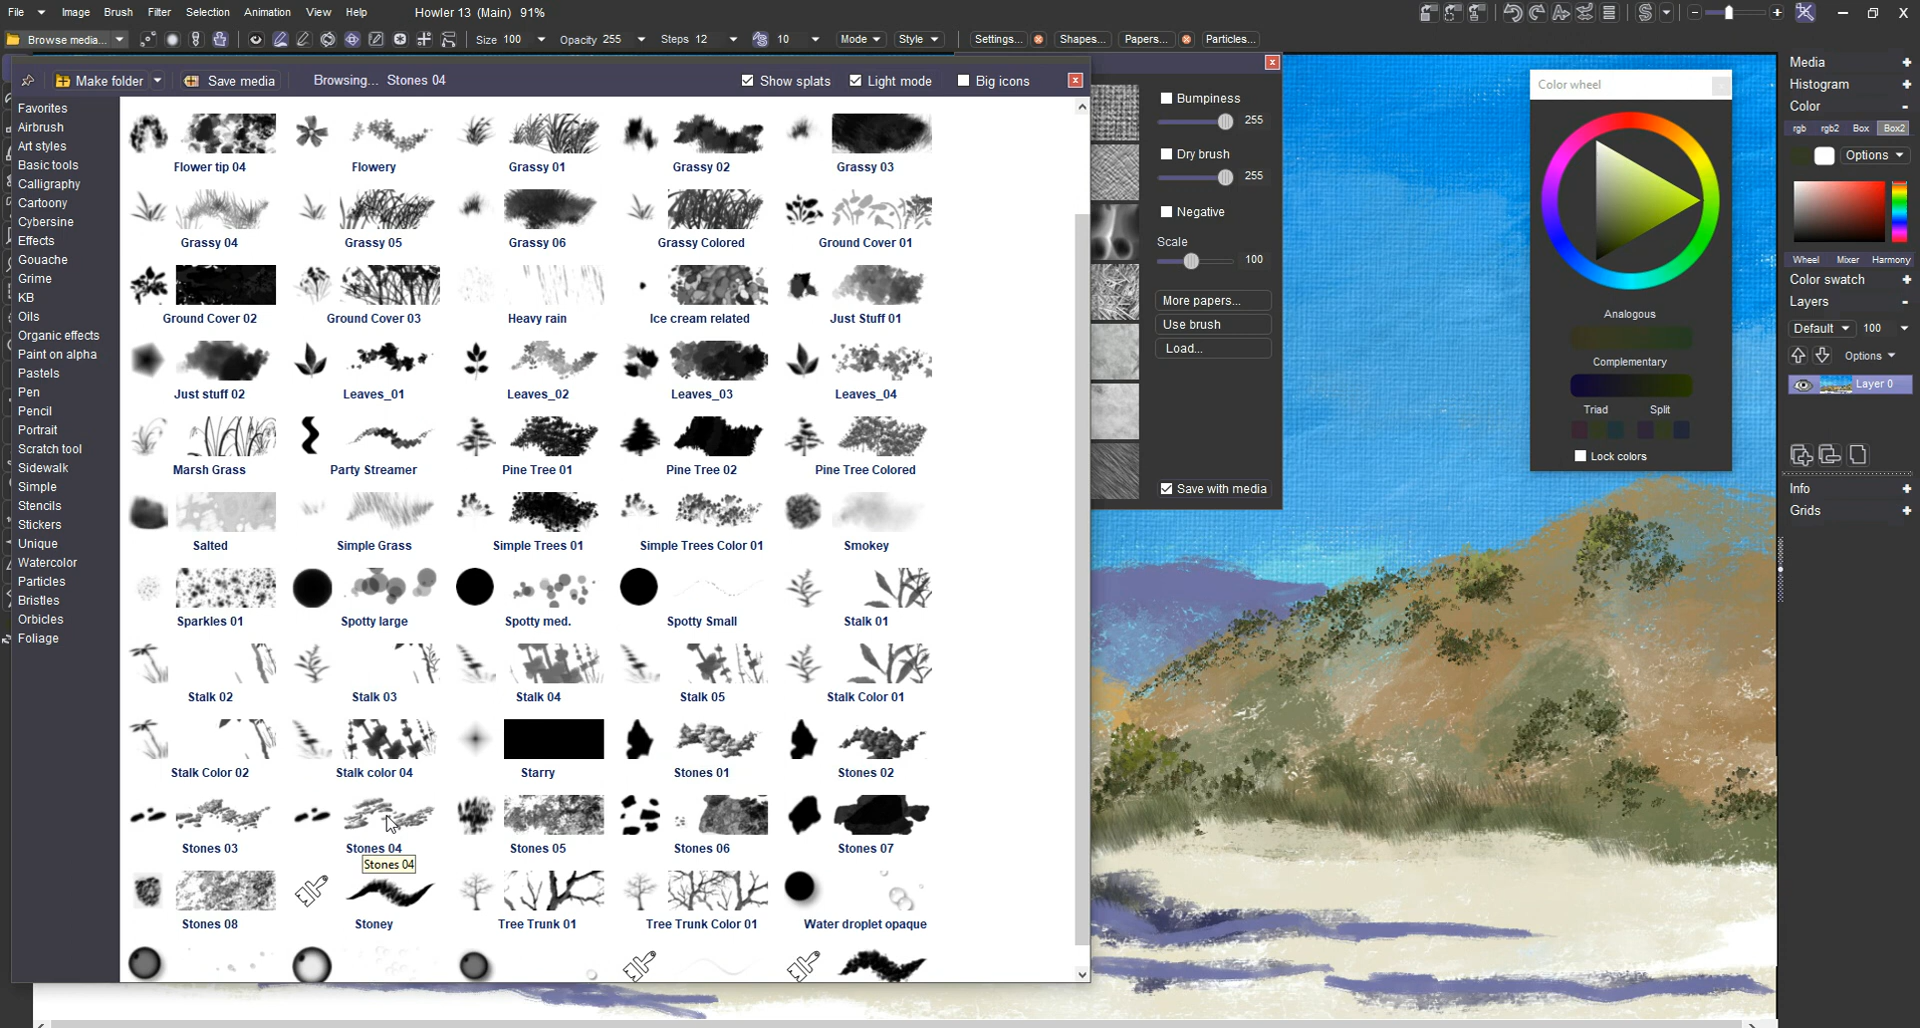 File Image Brush Filter Selection Animation View Help Howler 13 (Main) 91%
Browse media... Size 100 Opacity 255 Steps 12 10 Mode Style Settings... Shapes... Papers... Particles...
Make folder Save media Browsing... Stones 04 Show splats Light mode Big icons
Favorites
Airbrush
Art styles
Basic tools
Calligraphy
Cartoony
Cybersine
Effects
Gouache
Grime
KB
Oils
Organic effects
Paint on alpha
Pastels
Pen
Pencil
Portrait
Scratch tool
Sidewalk
Simple
Stencils
Stickers
Unique
Watercolor
Particles
Bristles
Orbicles
Foliage
Flower tip 04 Flowery Grassy 01 Grassy 02 Grassy 03
Grassy 04 Grassy 05 Grassy 06 Grassy Colored Ground Cover 01
Ground Cover 02 Ground Cover 03 Heavy rain Ice cream related Just Stuff 01
Just stuff 02 Leaves_01 Leaves_02 Leaves_03 Leaves_04
Marsh Grass Party Streamer Pine Tree 01 Pine Tree 02 Pine Tree Colored
Salted Simple Grass Simple Trees 01 Simple Trees Color 01 Smokey
Sparkles 01 Spotty large Spotty med. Spotty Small Stalk 01
Stalk 02 Stalk 03 Stalk 04 Stalk 05 Stalk Color 01
Stalk Color 02 Stalk color 04 Starry Stones 01 Stones 02
Stones 03 Stones 04 Stones 05 Stones 06 Stones 07
Stones 04
Stones 08 Stoney Tree Trunk 01 Tree Trunk Color 01 Water droplet opaque
Bumpiness
255
Dry brush
255
Negative
Scale
100
More papers...
Use brush
Load...
Save with media
Color wheel
Analogous
Complementary
Triad Split
Lock colors
Media
Histogram
Color
rgb rgb2 Box Box2
Options
Wheel Mixer Harmony
Color swatch
Layers
Default 100
Options
Layer 0
Info
Grids